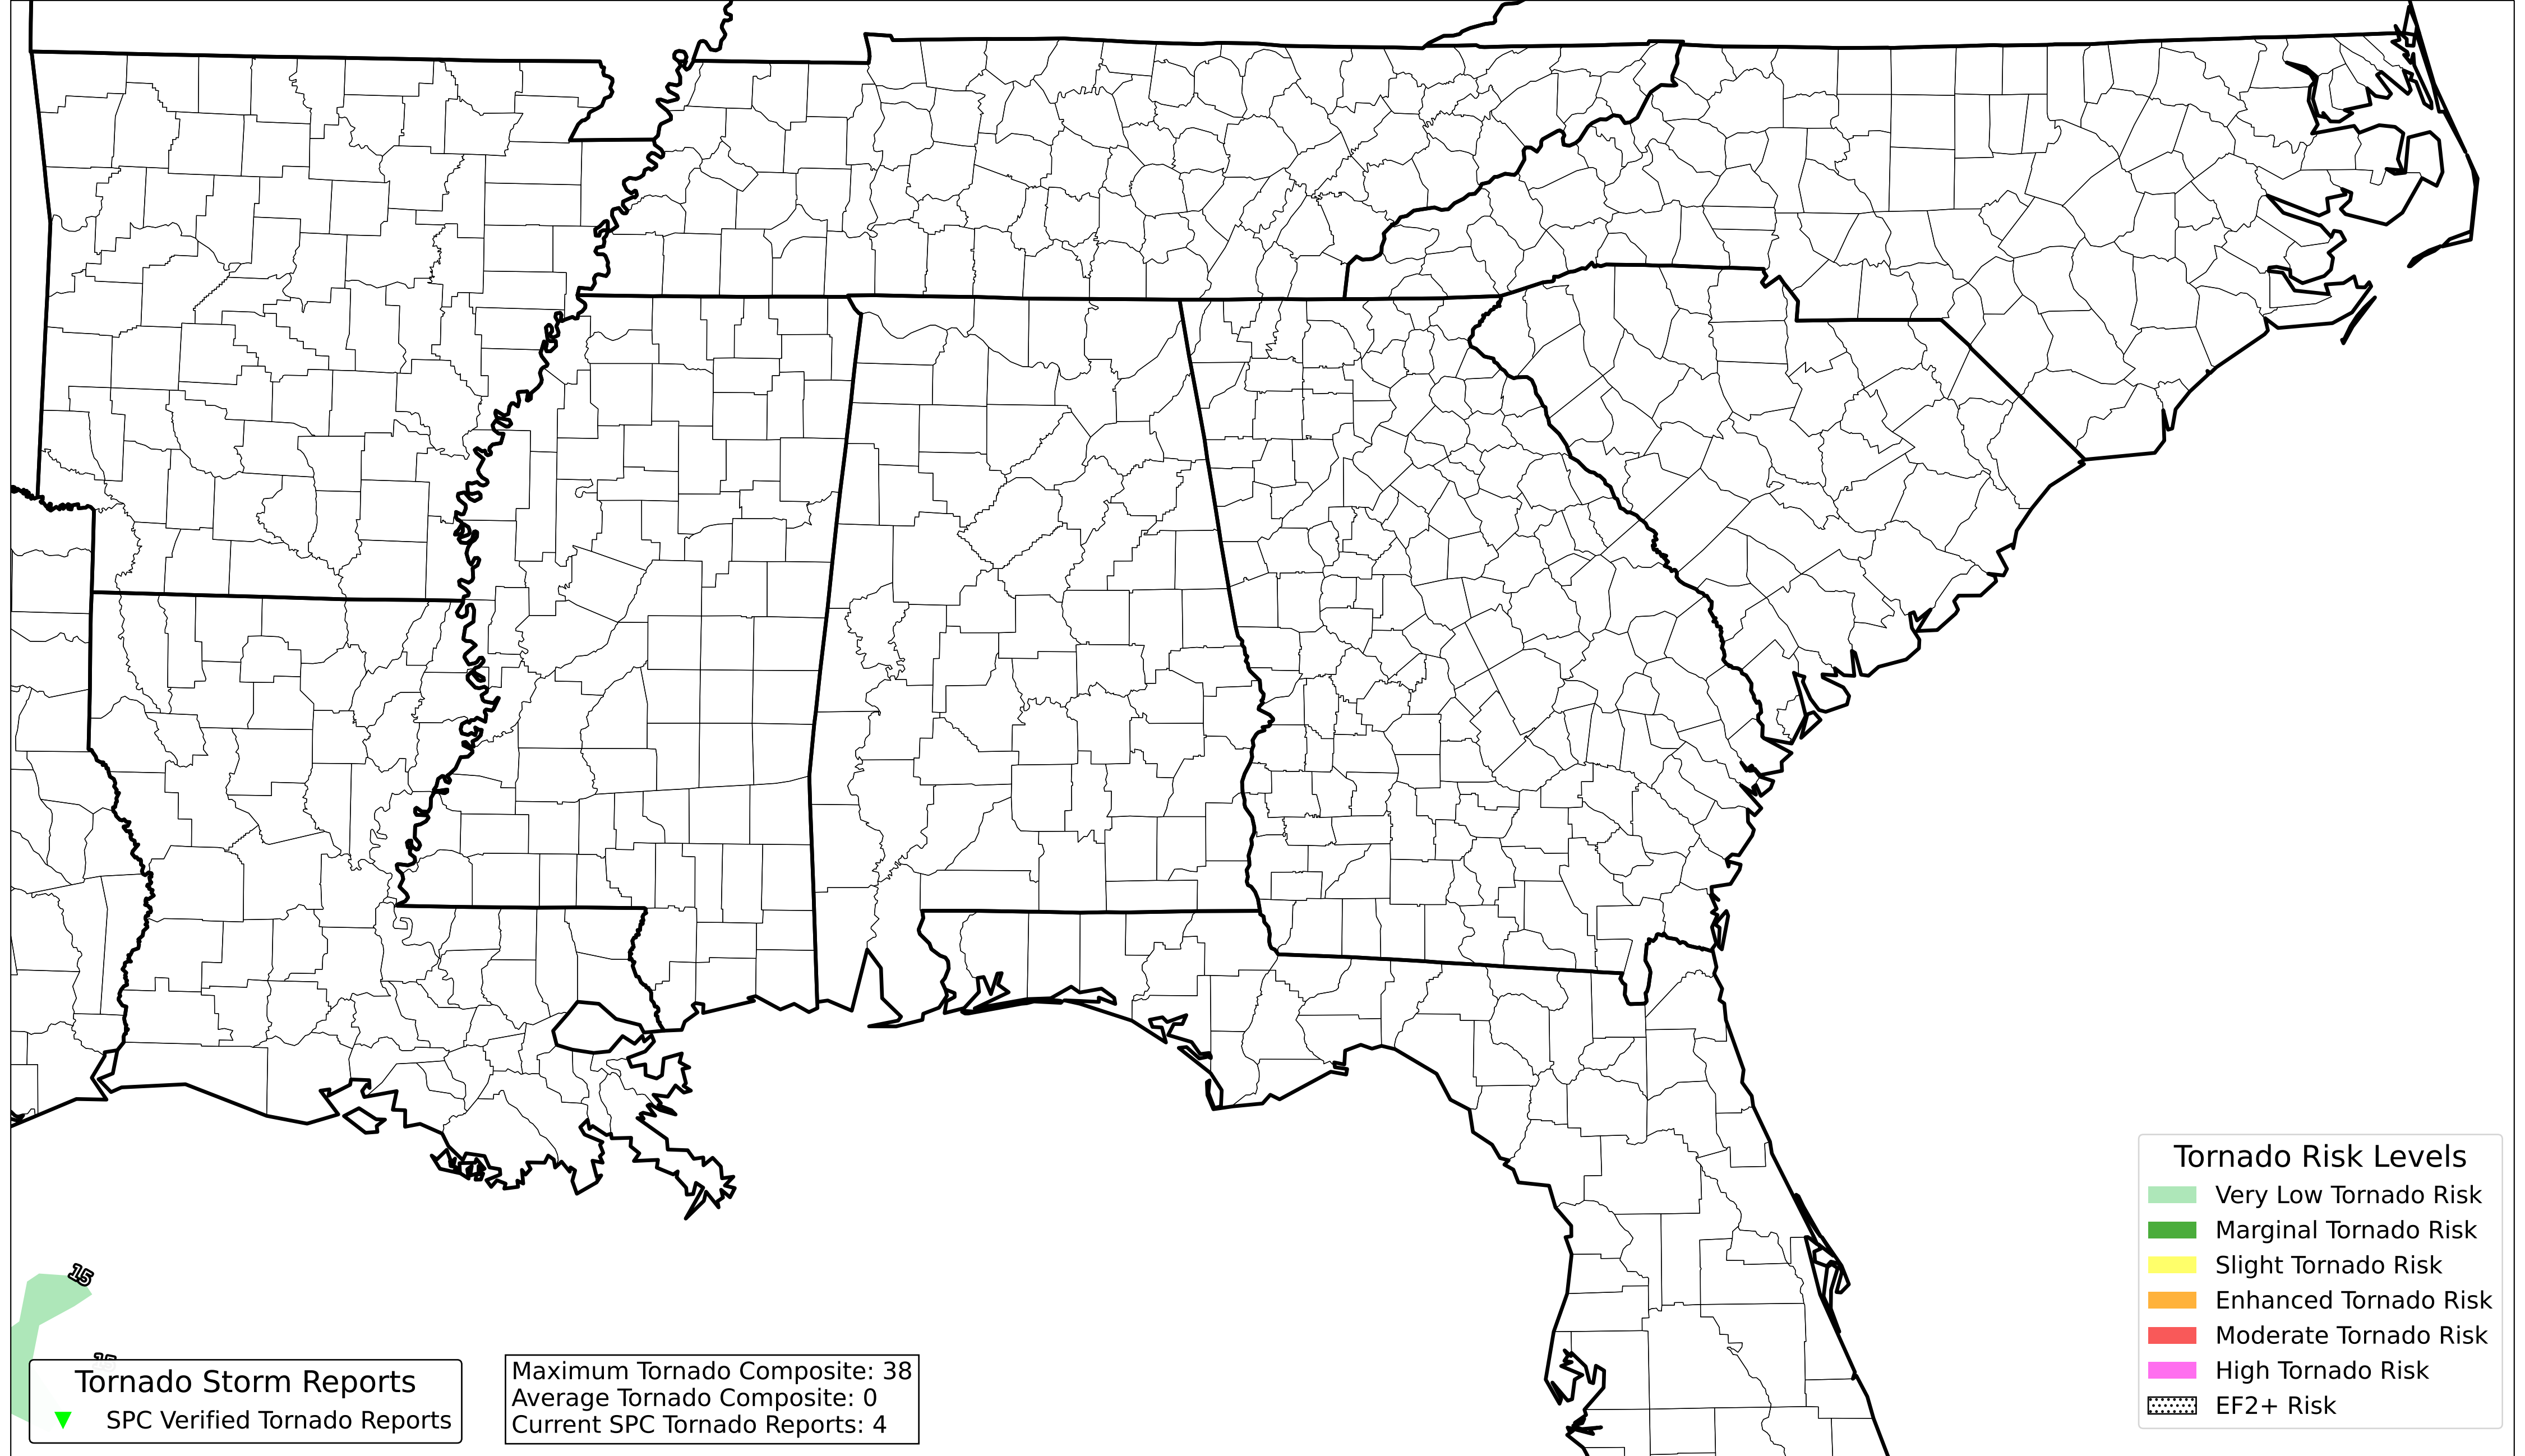 15
Tornado Storm Reports
SPC Verified Tornado Reports
Maximum Tornado Composite: 38
Average Tornado Composite: 0
Current SPC Tornado Reports: 4
Tornado Risk Levels
Very Low Tornado Risk
Marginal Tornado Risk
Slight Tornado Risk
Enhanced Tornado Risk
Moderate Tornado Risk
High Tornado Risk
EF2+ Risk